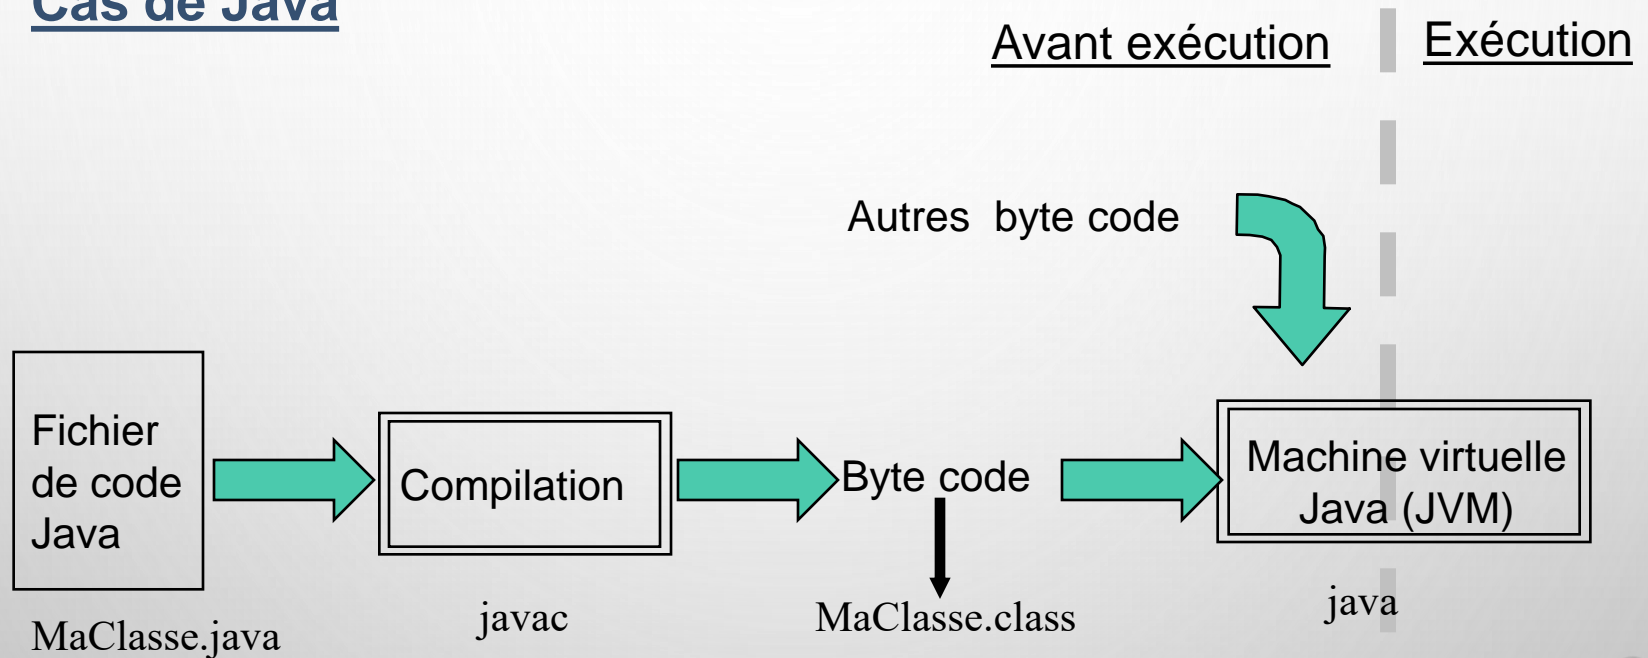 Cas de Java
Avant exécution
Exécution
Autres byte code
Fichier
de code
Java
Compilation
Byte code
Machine virtuelle
Java (JVM)
MaClasse.java
javac
MaClasse.class
java